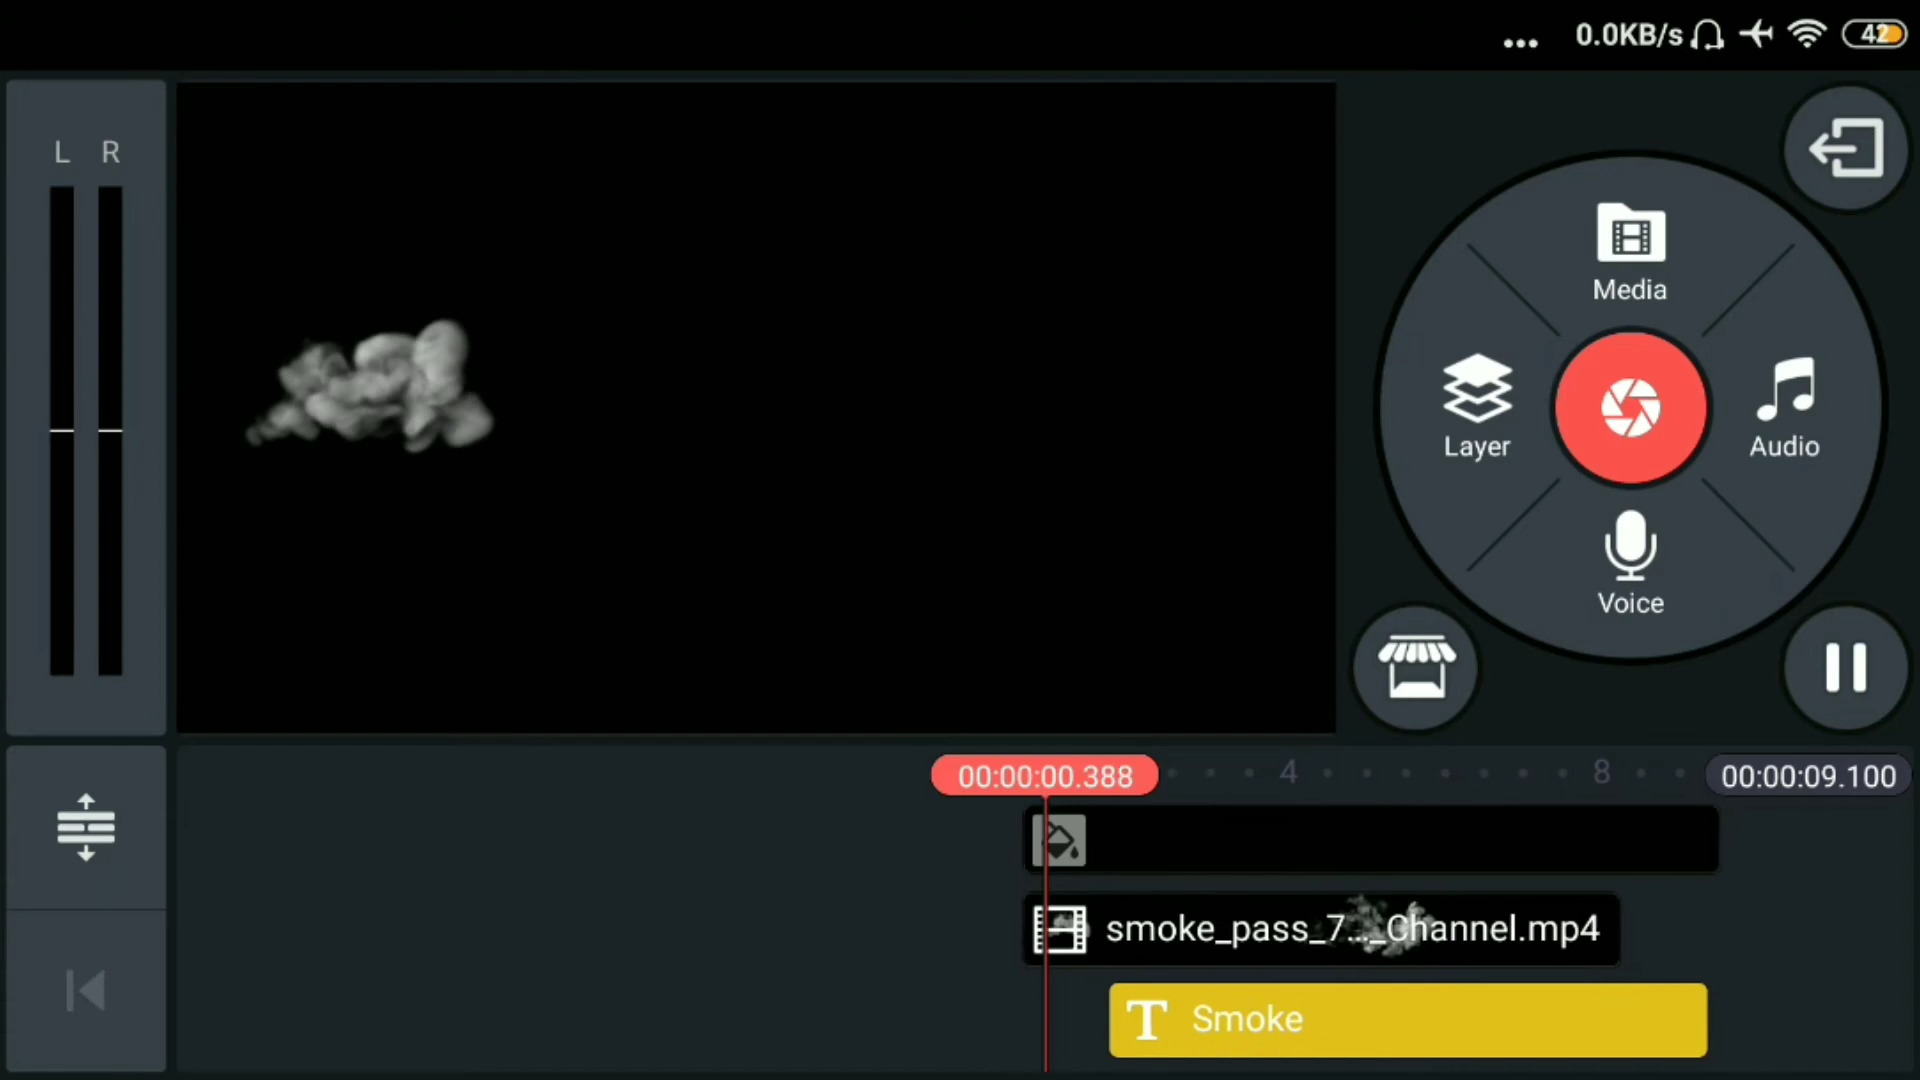 ... 0.0KB/s 42
L R
Media
Layer
Audio
Voice
00:00:00.388 4 8 00:00:09.100
smoke_pass_7..._Channel.mp4
T Smoke